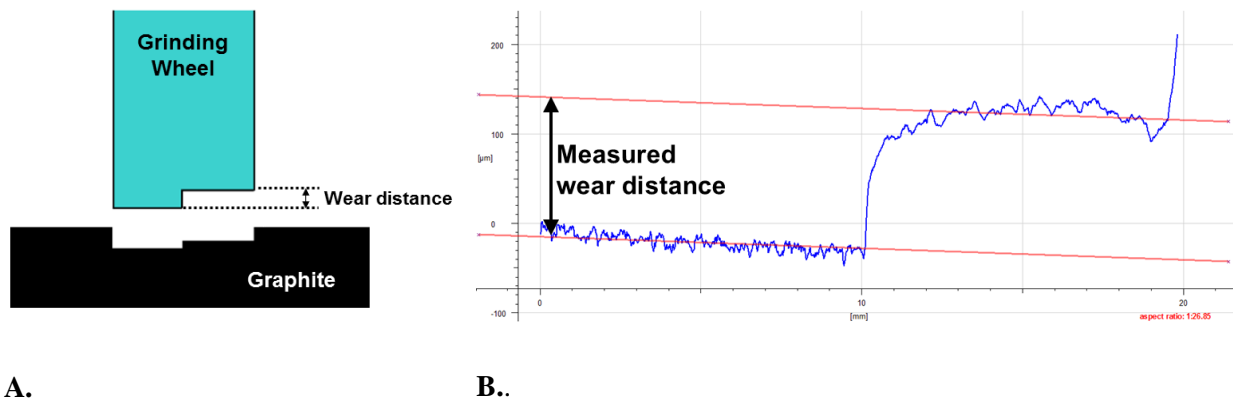 Grinding
Wheel
Wear distance
Graphite
200
100
[µm]
0
-100
Measured
wear distance
0
10
20
[mm]
aspect ratio: 1:26.85
A.
B..